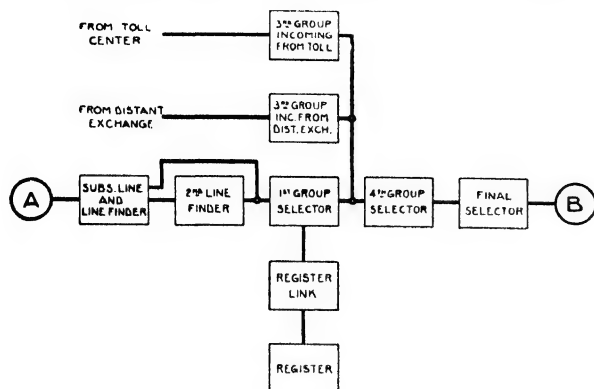 FROM TOLL
CENTER
3RD GROUP
INCOMING
FROM TOLL
FROM DISTANT
EXCHANGE
3RD GROUP
INC. FROM
DIST. EXCH.
A
SUBS. LINE
AND
LINE FINDER
2ND LINE
FINDER
1ST GROUP
SELECTOR
4TH GROUP
SELECTOR
FINAL
SELECTOR
B
REGISTER
LINK
REGISTER